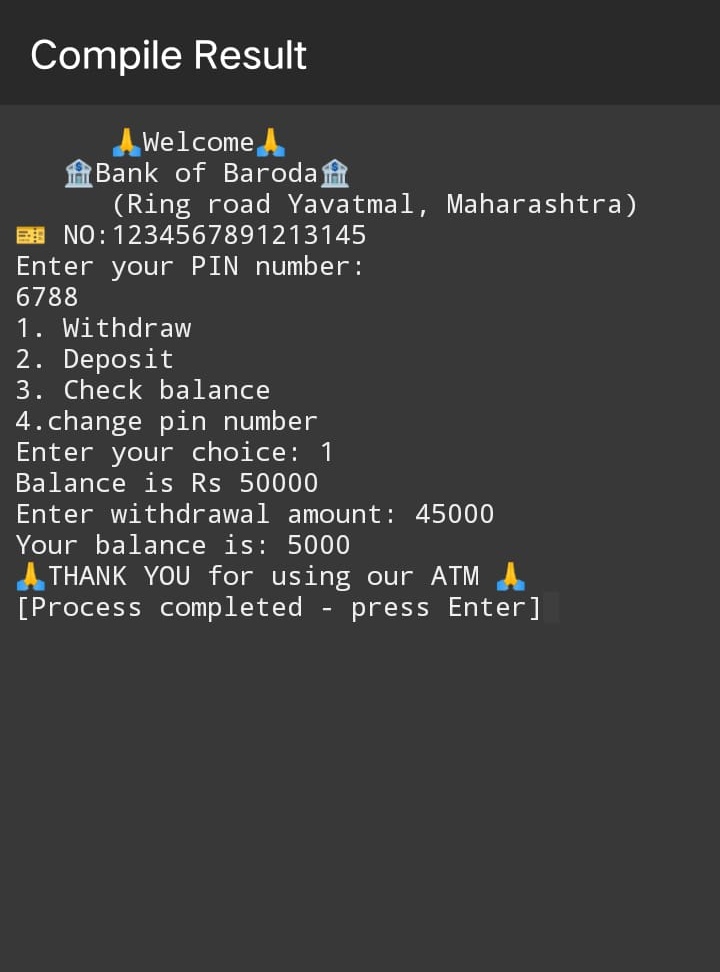 Compile Result
🙏Welcome🙏
🏦Bank of Baroda🏦
(Ring road Yavatmal, Maharashtra)
🎫 NO:1234567891213145
Enter your PIN number:
6788
1. Withdraw
2. Deposit
3. Check balance
4.change pin number
Enter your choice: 1
Balance is Rs 50000
Enter withdrawal amount: 45000
Your balance is: 5000
🙏THANK YOU for using our ATM 🙏
[Process completed - press Enter]